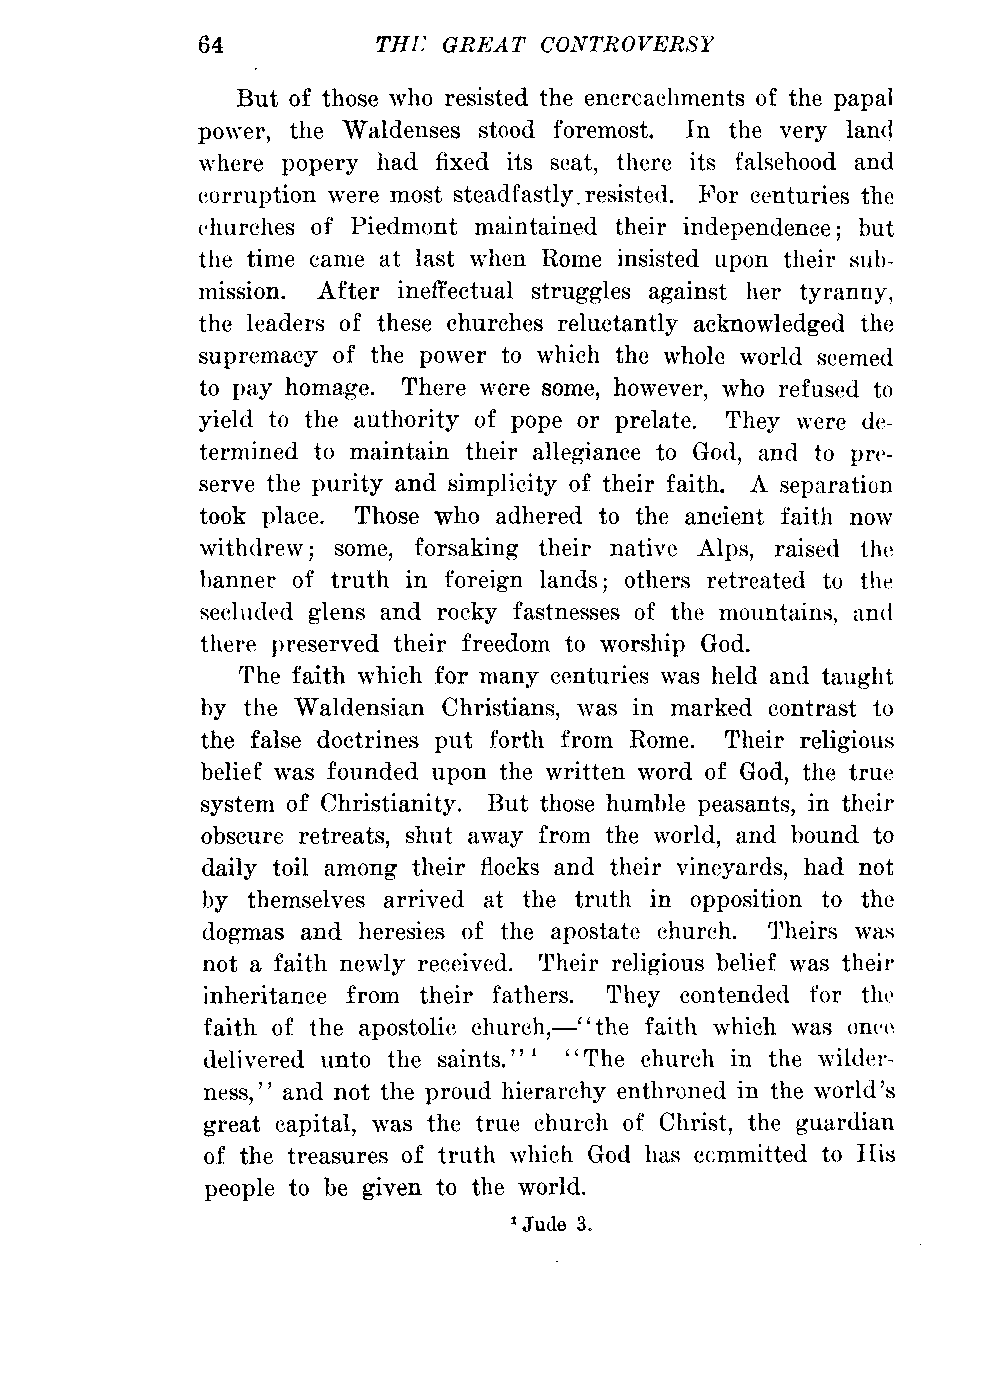 64 THE GREAT CONTROVERSY
But of those who resisted the encroachments of the papal
power, the Waldenses stood foremost. In the very land
where popery had fixed its seat, there its falsehood and
corruption were most steadfastly resisted. For centuries the
churches of Piedmont maintained their independence; but
the time came at last when Rome insisted upon their sub-
mission. After ineffectual struggles against her tyranny,
the leaders of these churches reluctantly acknowledged the
supremacy of the power to which the whole world seemed
to pay homage. There were some, however, who refused to
yield to the authority of pope or prelate. They were de-
termined to maintain their allegiance to God, and to pre-
serve the purity and simplicity of their faith. A separation
took place. Those who adhered to the ancient faith now
withdrew; some, forsaking their native Alps, raised the
banner of truth in foreign lands; others retreated to the
secluded glens and rocky fastnesses of the mountains, and
there preserved their freedom to worship God.
The faith which for many centuries was held and taught
by the Waldensian Christians, was in marked contrast to
the false doctrines put forth from Rome. Their religious
belief was founded upon the written word of God, the true
system of Christianity. But those humble peasants, in their
obscure retreats, shut away from the world, and bound to
daily toil among their flocks and their vineyards, had not
by themselves arrived at the truth in opposition to the
dogmas and heresies of the apostate church. Theirs was
not a faith newly received. Their religious belief was their
inheritance from their fathers. They contended for the
faith of the apostolic church,—"the faith which was once
delivered unto the saints."¹ "The church in the wilder-
ness," and not the proud hierarchy enthroned in the world's
great capital, was the true church of Christ, the guardian
of the treasures of truth which God has committed to His
people to be given to the world.
¹ Jude 3.